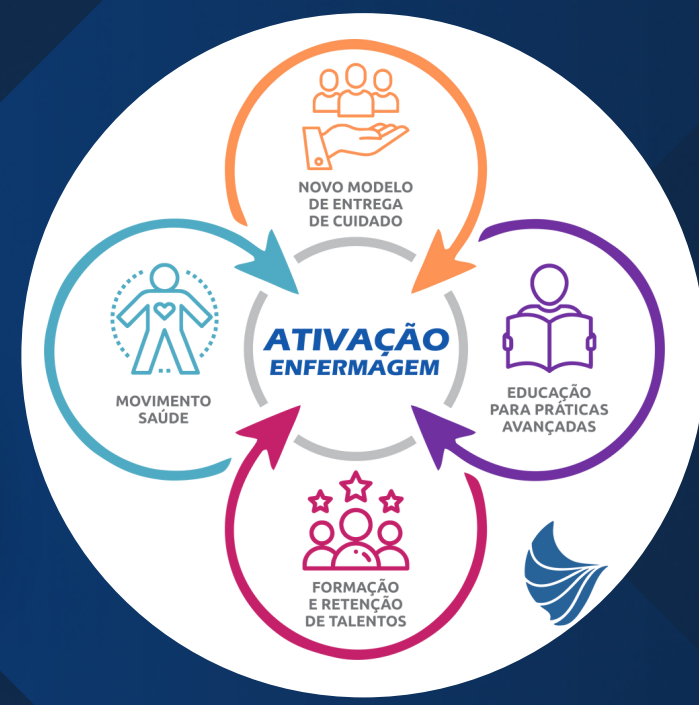 NOVO MODELO
DE ENTREGA
DE CUIDADO
MOVIMENTO
SAÚDE
ATIVAÇÃO
ENFERMAGEM
EDUCAÇÃO
PARA PRÁTICAS
AVANÇADAS
FORMAÇÃO
E RETENÇÃO
DE TALENTOS